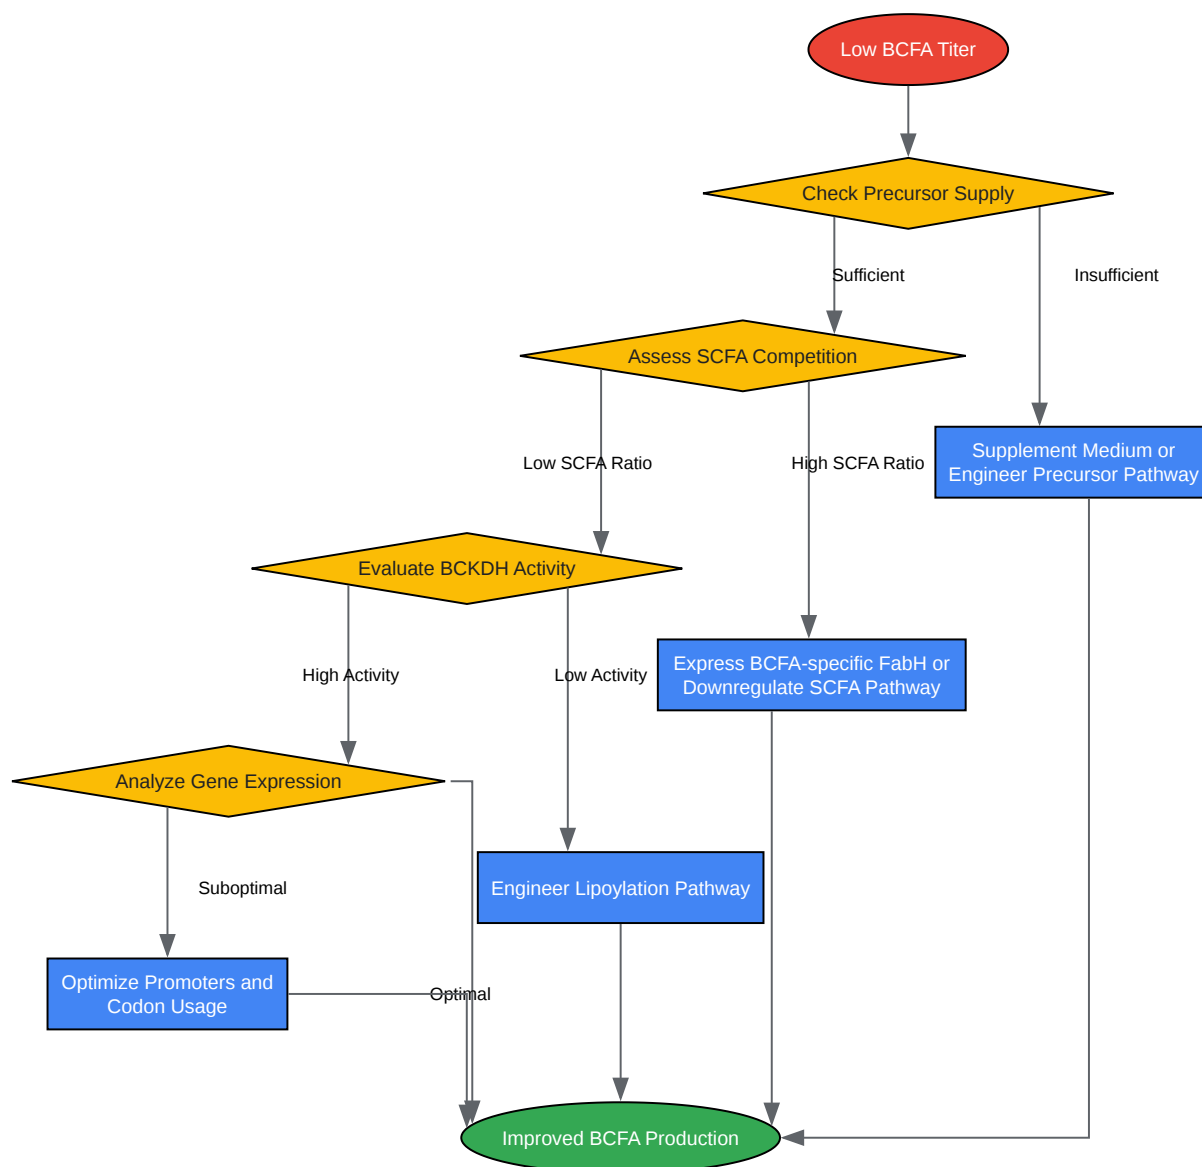 Low BCFA Titer
Check Precursor Supply
Sufficient
Insufficient
Assess SCFA Competition
Supplement Medium or
Engineer Precursor Pathway
Low SCFA Ratio
High SCFA Ratio
Evaluate BCKDH Activity
Express BCFA-specific FabH or
Downregulate SCFA Pathway
High Activity
Low Activity
Analyze Gene Expression
Engineer Lipoylation Pathway
Suboptimal
Optimize Promoters and
Codon Usage
Optimal
Improved BCFA Production